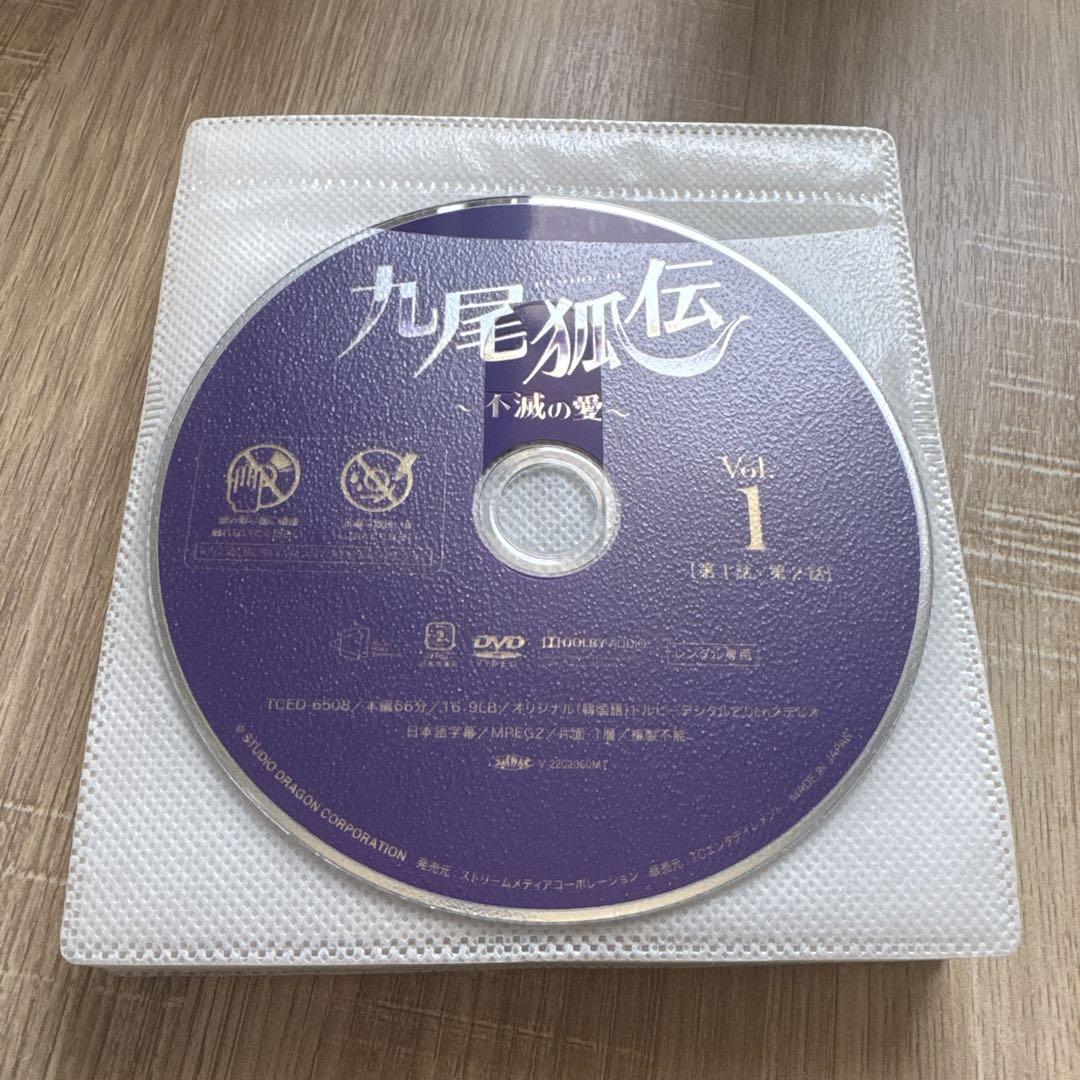 九尾狐伝
~不滅の愛~
Vol.
1
[第1話・第2話]
2
DVD
DOLBY AUDIO
レンタル専用
TCED-6508/本編66分/16:9LB/オリジナル(韓国語)ドルビーデジタル2.0chステレオ
日本語字幕/MPEG2/片面・1層/複製不能
V-2202060MT
© STUDIO DRAGON CORPORATION 発売元:ストリームメディアコーポレーション 販売元:TCエンタテインメント MADE IN JAPAN